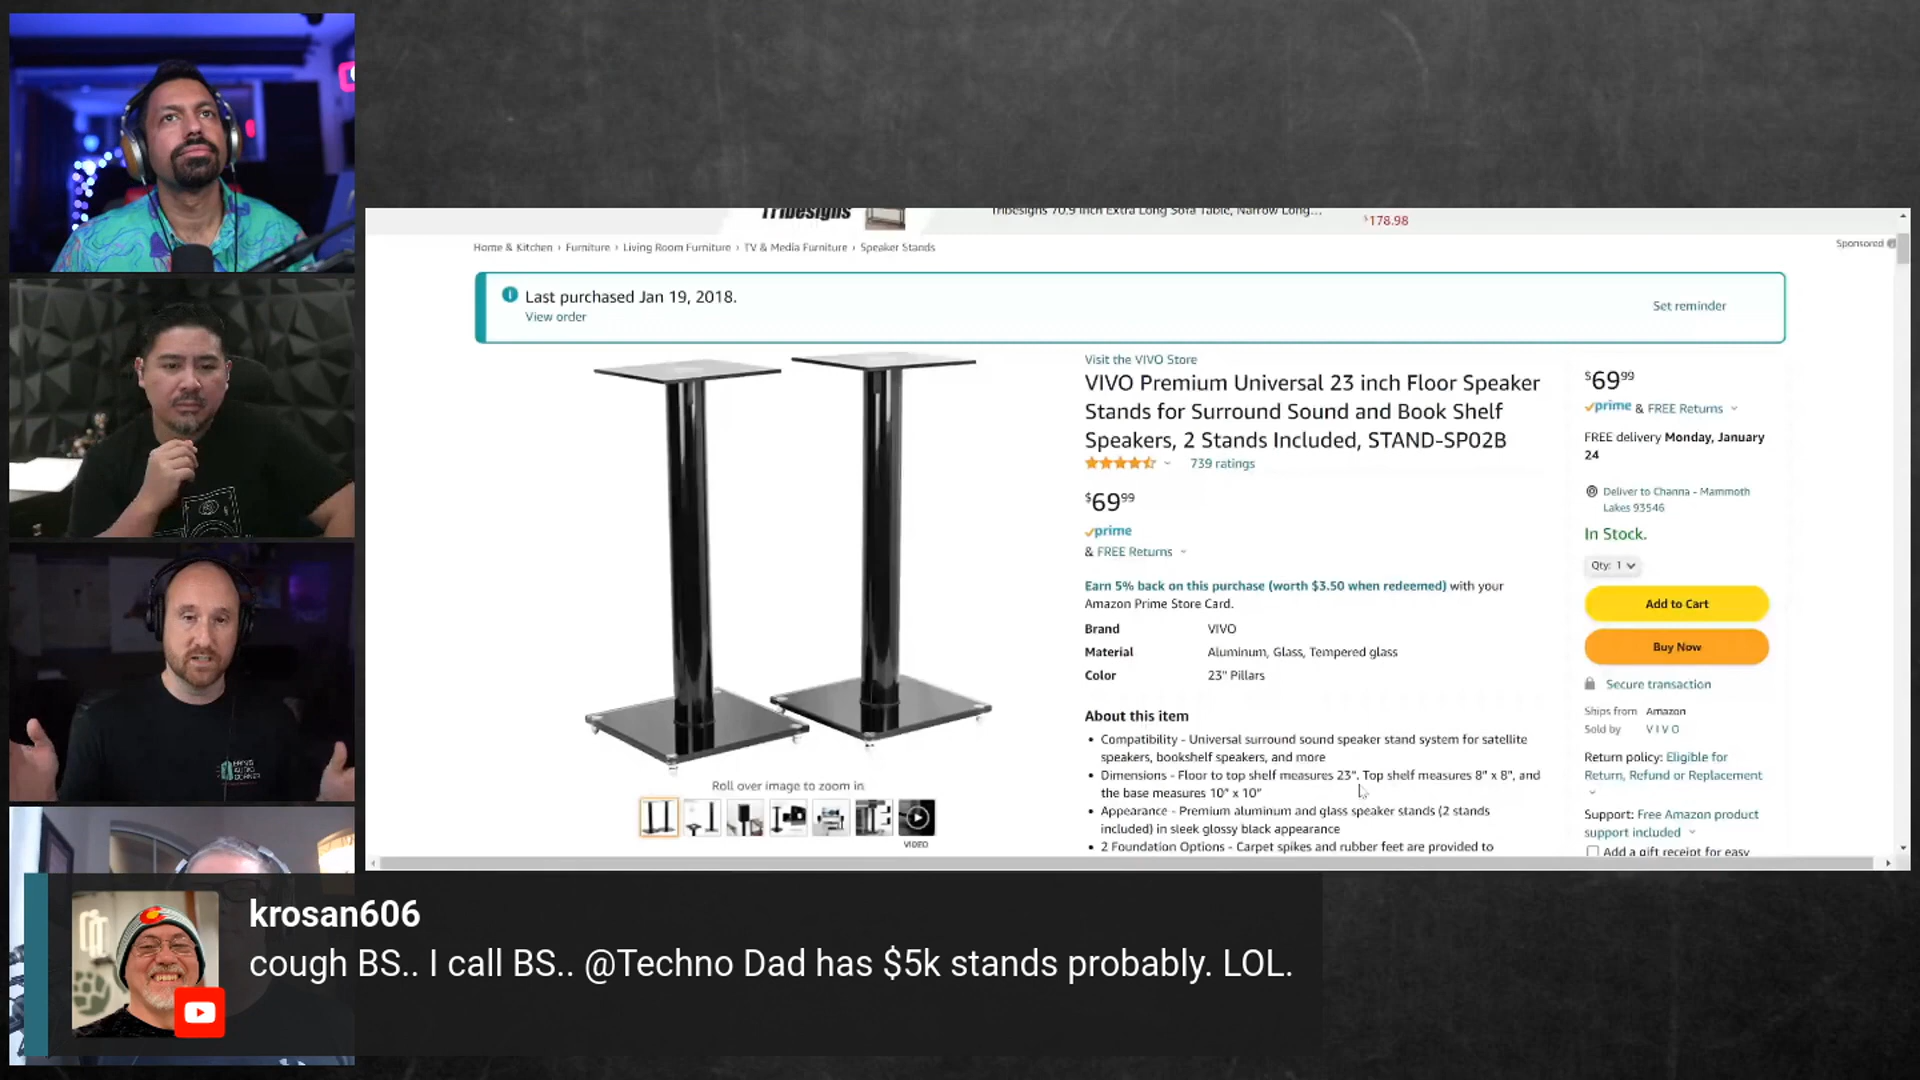 Tribesigns
Tribesigns 70.9 Inch Extra Long Sofa Table, Narrow Long...
$178.98
Home & Kitchen › Furniture › Living Room Furniture › TV & Media Furniture › Speaker Stands
Sponsored
Last purchased Jan 19, 2018.
View order
Set reminder
Visit the VIVO Store
VIVO Premium Universal 23 inch Floor Speaker
Stands for Surround Sound and Book Shelf
Speakers, 2 Stands Included, STAND-SP02B
739 ratings
$69 99
prime
& FREE Returns
Earn 5% back on this purchase (worth $3.50 when redeemed) with your
Amazon Prime Store Card.
Brand VIVO
Material Aluminum, Glass, Tempered glass
Color 23" Pillars
About this item
• Compatibility - Universal surround sound speaker stand system for satellite
speakers, bookshelf speakers, and more
• Dimensions - Floor to top shelf measures 23". Top shelf measures 8" x 8", and
the base measures 10" x 10"
• Appearance - Premium aluminum and glass speaker stands (2 stands
included) in sleek glossy black appearance
• 2 Foundation Options - Carpet spikes and rubber feet are provided to
Roll over image to zoom in
VIDEO
$69 99
prime & FREE Returns
FREE delivery Monday, January
24
Deliver to Channa - Mammoth
Lakes 93546
In Stock.
Qty: 1
Add to Cart
Buy Now
Secure transaction
Ships from Amazon
Sold by V I V O
Return policy: Eligible for
Return, Refund or Replacement
Support: Free Amazon product
support included
Add a gift receipt for easy
krosan606
cough BS.. I call BS.. @Techno Dad has $5k stands probably. LOL.